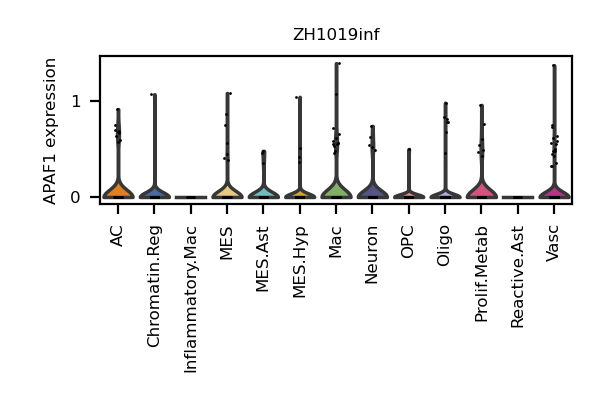 ZH1019inf
APAF1 expression
1
0
AC
Chromatin.Reg
Inflammatory.Mac
MES
MES.Ast
MES.Hyp
Mac
Neuron
OPC
Oligo
Prolif.Metab
Reactive.Ast
Vasc